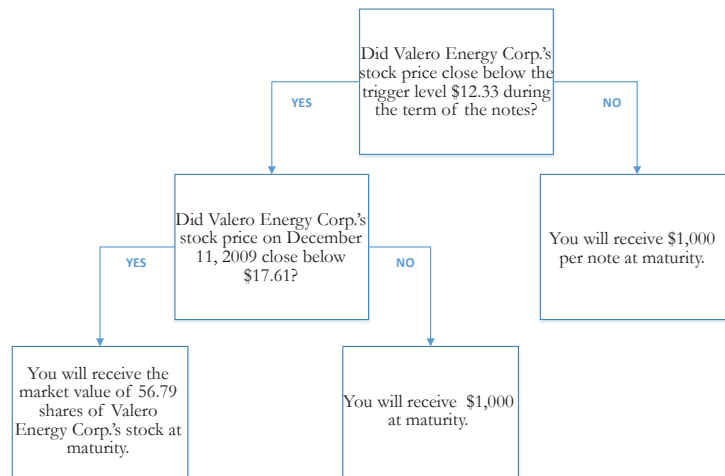 Did Valero Energy Corp.'s
stock price close below the
trigger level $12.33 during
the term of the notes?
YES
NO
Did Valero Energy Corp.'s
stock price on December
11, 2009 close below
$17.61?
You will receive $1,000
per note at maturity.
YES
NO
You will receive the
market value of 56.79
shares of Valero
Energy Corp.'s stock at
maturity.
You will receive $1,000
at maturity.